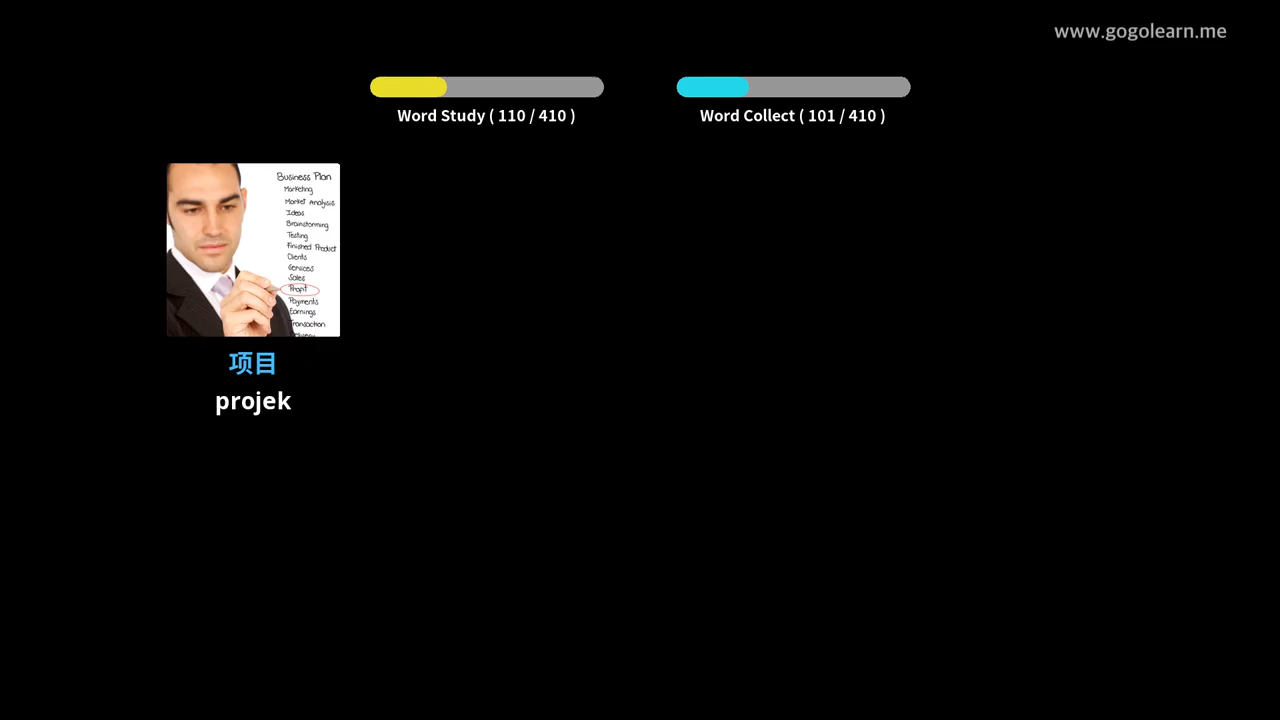 www.gogolearn.me
Word Study ( 110 / 410 )
Word Collect ( 101 / 410 )
Business Plan
Marketing
Market Analysis
Ideas
Brainstorming
Testing
Finished Product
Clients
Services
Sales
Profit
Payments
Earnings
Transaction
项目
projek